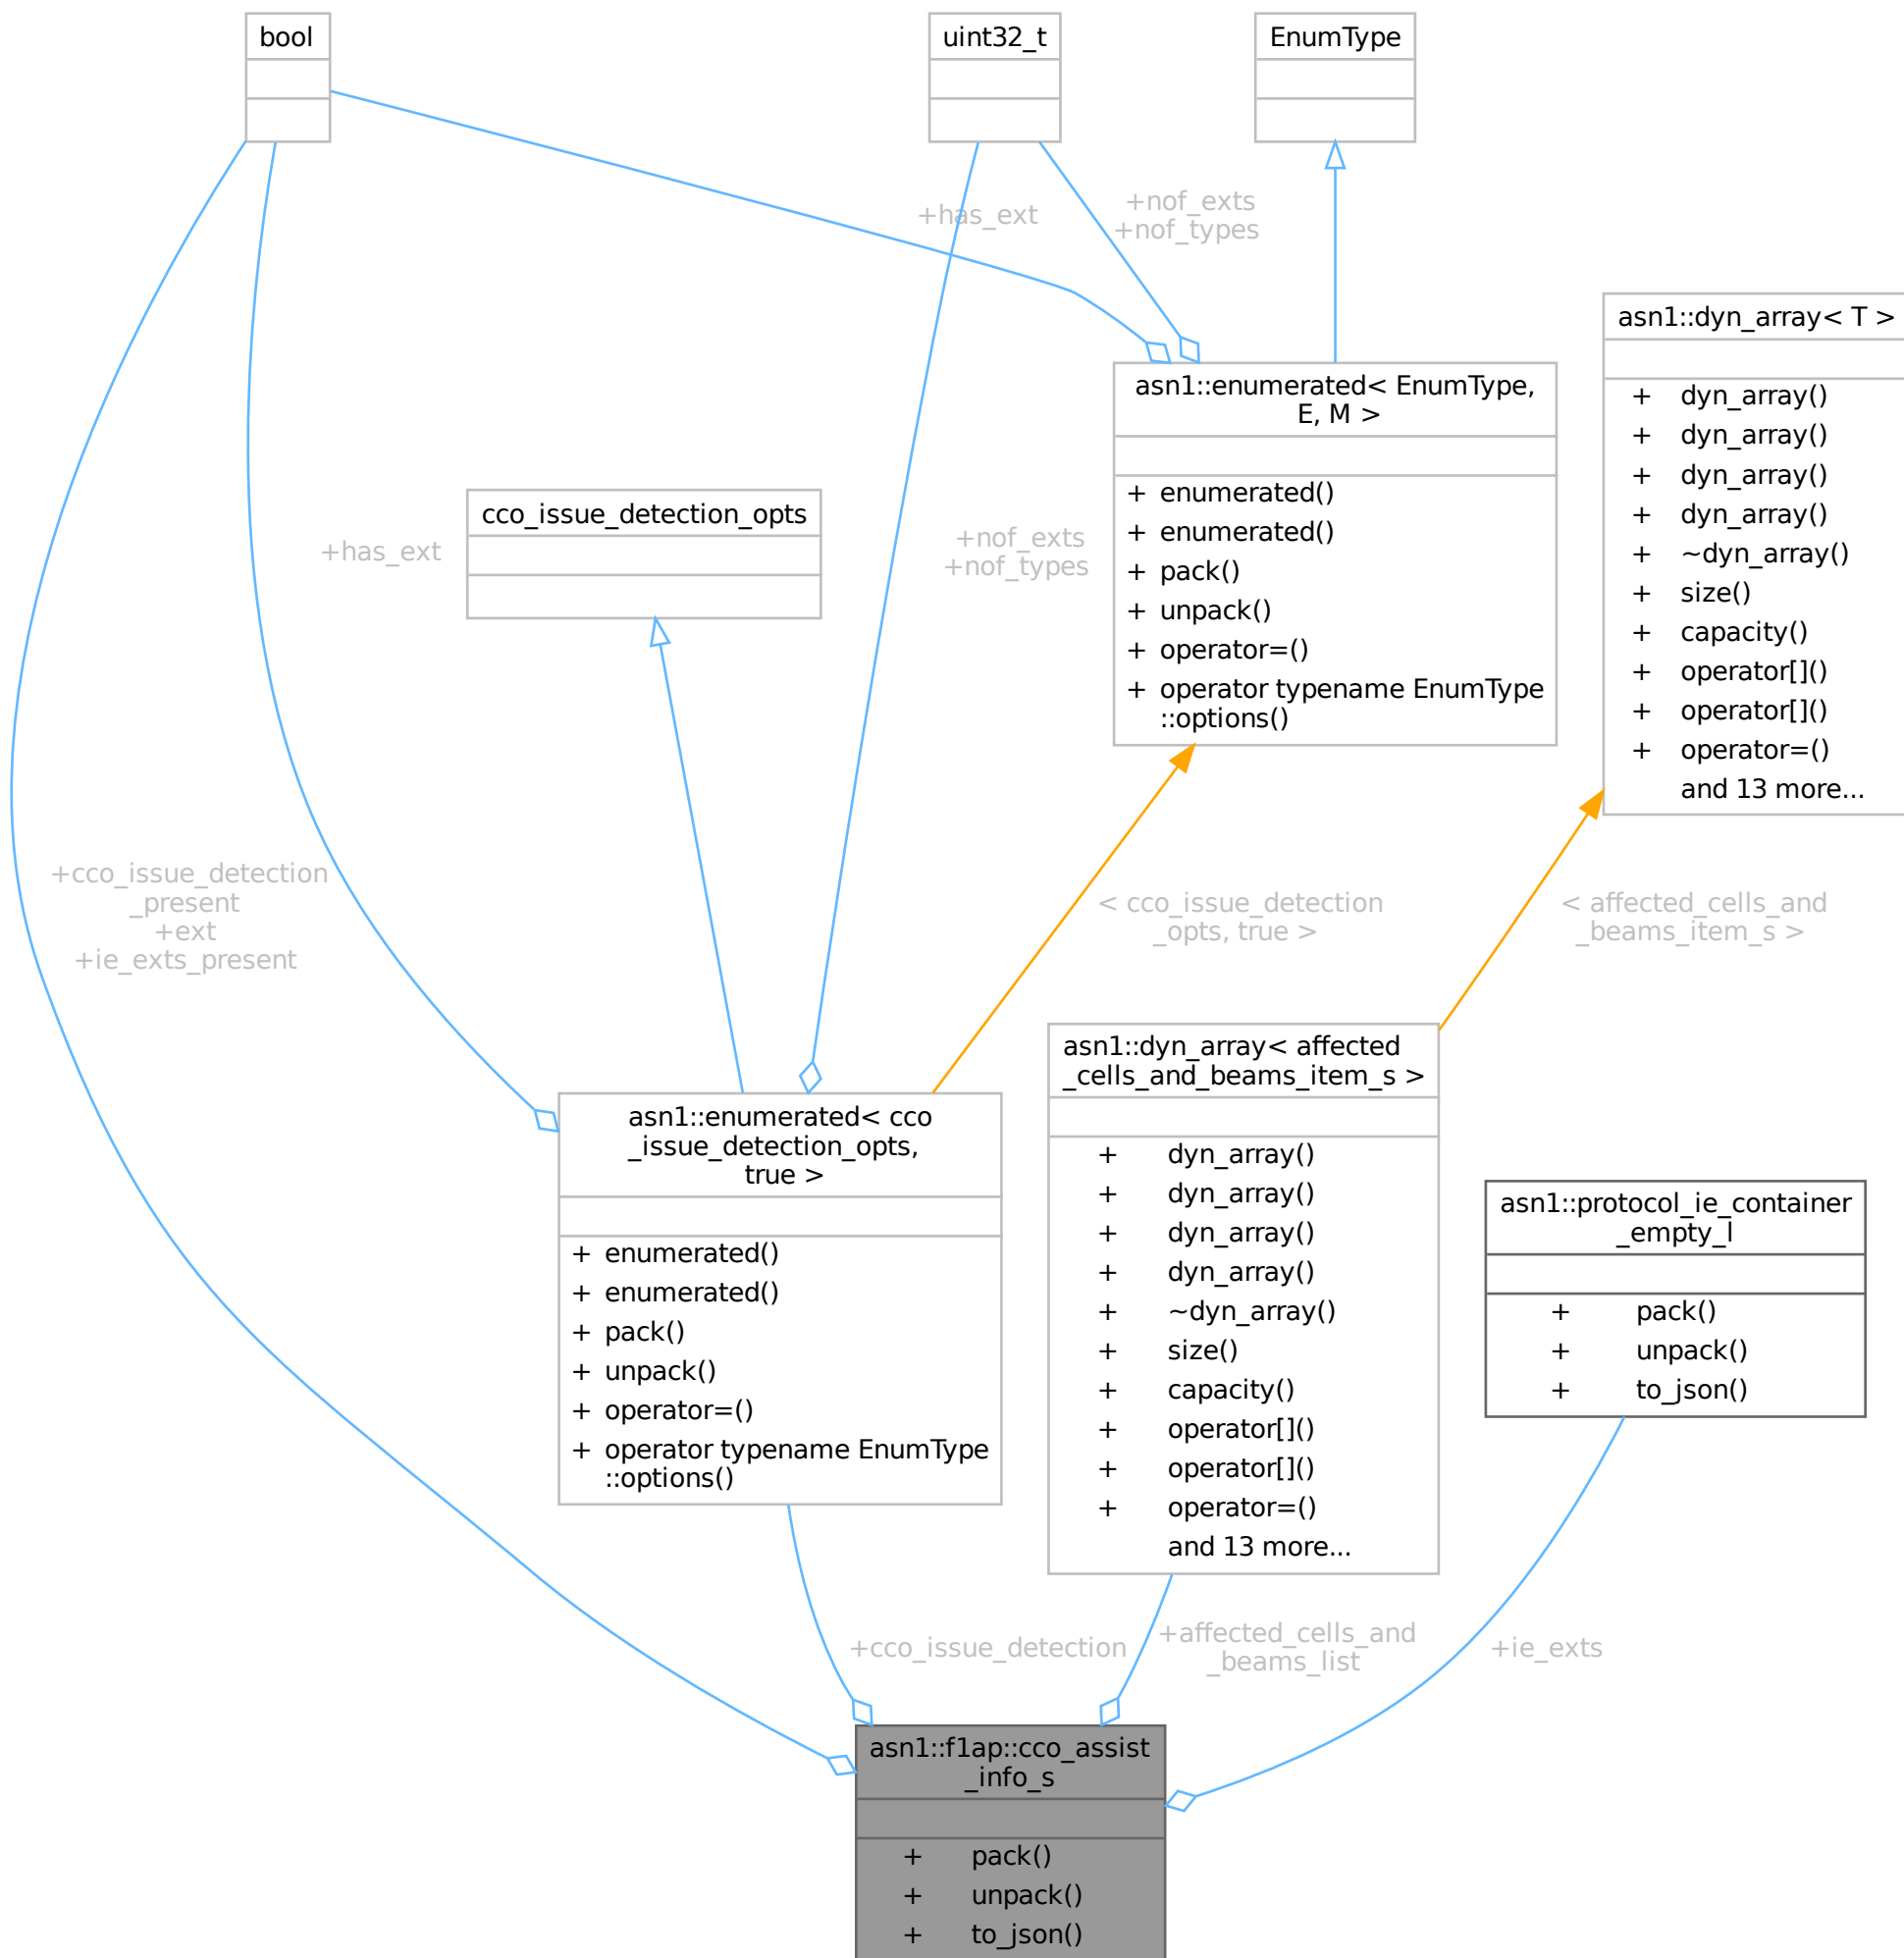 bool
uint32_t
EnumType
+has_ext
+nof_exts
+nof_types
asn1::dyn_array< T >
+ dyn_array()
+ dyn_array()
+ dyn_array()
+ dyn_array()
+ ~dyn_array()
+ size()
+ capacity()
+ operator[]()
+ operator[]()
+ operator=()
and 13 more...
asn1::enumerated< EnumType,
E, M >
+ enumerated()
+ enumerated()
+ pack()
+ unpack()
+ operator=()
+ operator typename EnumType
::options()
cco_issue_detection_opts
+has_ext
+nof_exts
+nof_types
+cco_issue_detection
_present
+ext
+ie_exts_present
< cco_issue_detection
_opts, true >
< affected_cells_and
_beams_item_s >
asn1::enumerated< cco
_issue_detection_opts,
true >
+ enumerated()
+ enumerated()
+ pack()
+ unpack()
+ operator=()
+ operator typename EnumType
::options()
asn1::dyn_array< affected
_cells_and_beams_item_s >
+ dyn_array()
+ dyn_array()
+ dyn_array()
+ dyn_array()
+ ~dyn_array()
+ size()
+ capacity()
+ operator[]()
+ operator[]()
+ operator=()
and 13 more...
asn1::protocol_ie_container
_empty_l
+ pack()
+ unpack()
+ to_json()
+cco_issue_detection
+affected_cells_and
_beams_list
+ie_exts
asn1::f1ap::cco_assist
_info_s
+ pack()
+ unpack()
+ to_json()